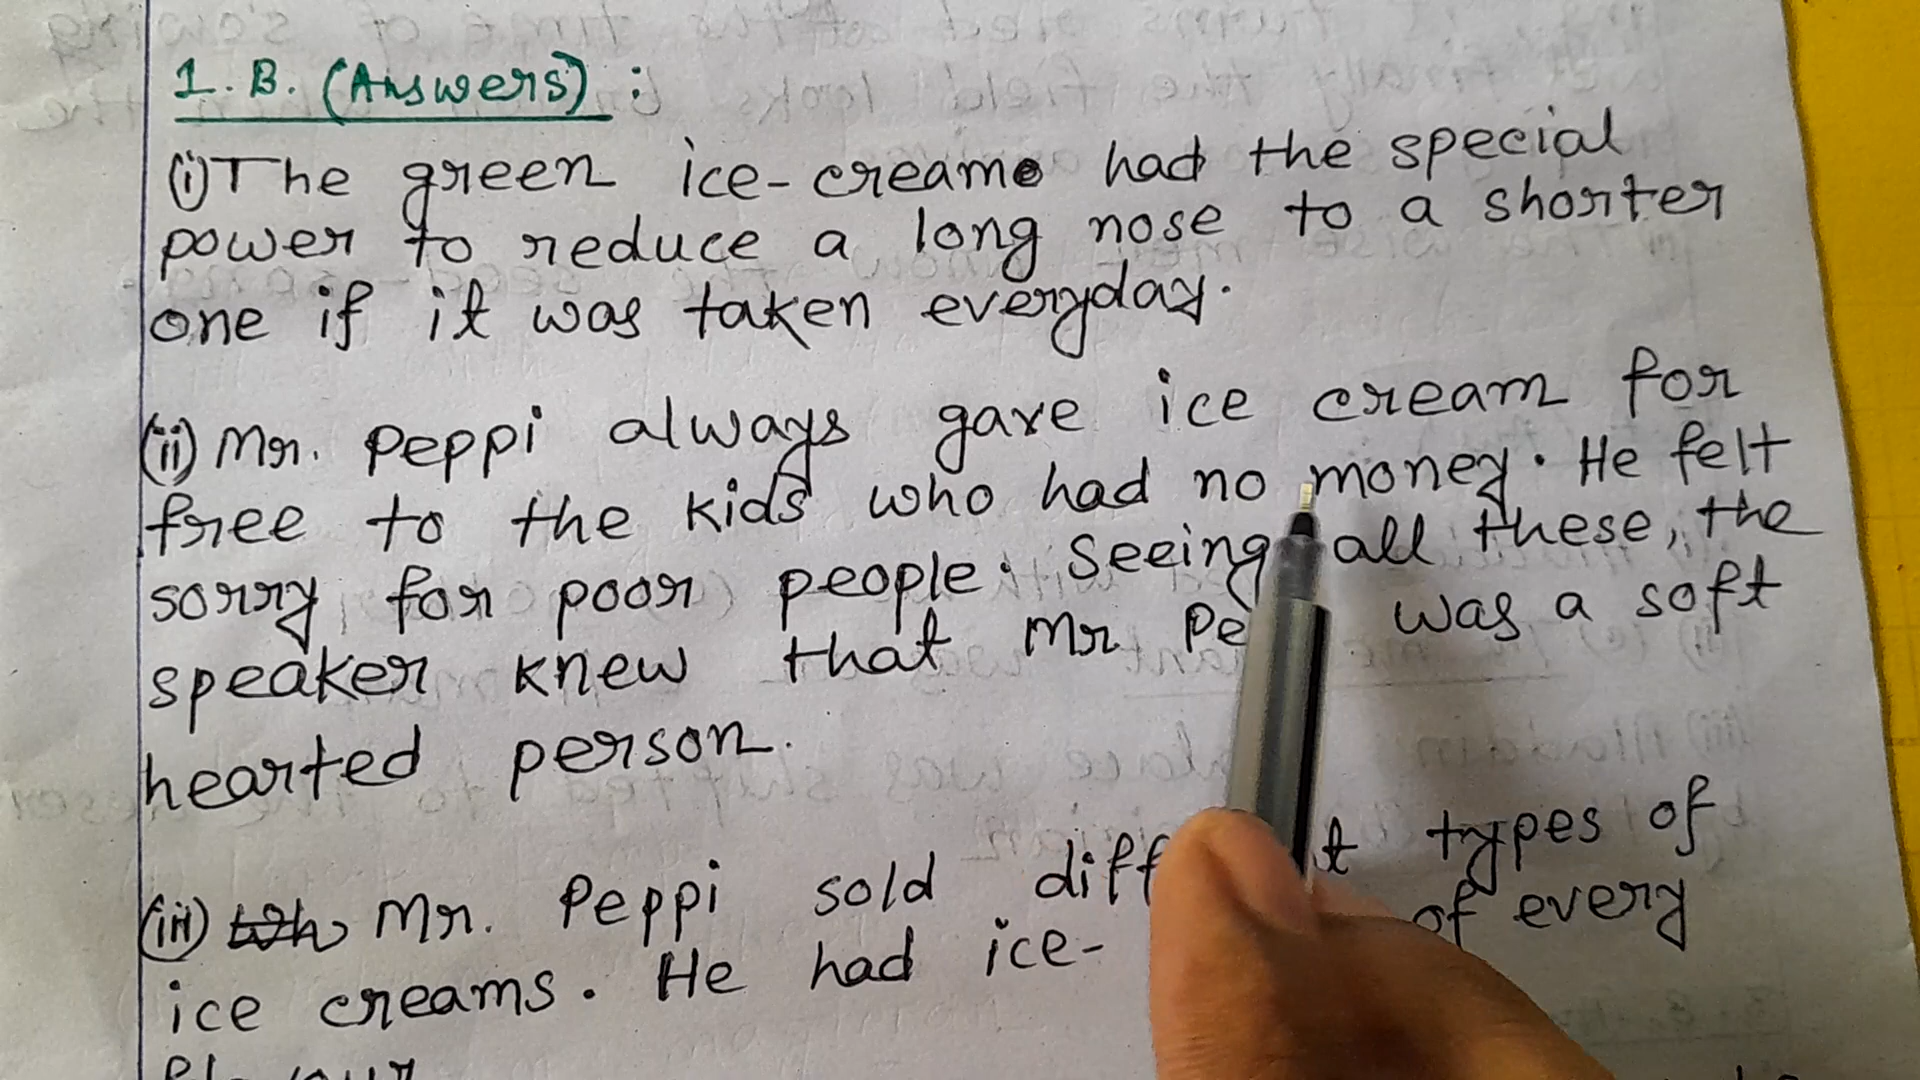 1. B. (Answers) :
(i) The green ice-cream had the special
power to reduce a long nose to a shorter
one if it was taken everyday.
(ii) Mr. Peppi always gave ice cream for
free to the kids who had no money. He felt
sorry for poor people. Seeing all these, the
speaker knew that Mr Pe was a soft
hearted person.
(iii) Mr. Peppi sold types of
ice creams. He had ice- of every